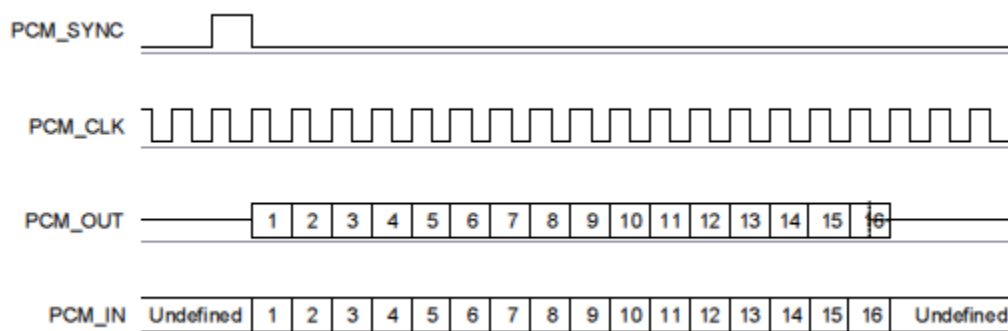 PCM_SYNC
PCM_CLK
PCM_OUT 1 2 3 4 5 6 7 8 9 10 11 12 13 14 15 16
PCM_IN Undefined 1 2 3 4 5 6 7 8 9 10 11 12 13 14 15 16 Undefined